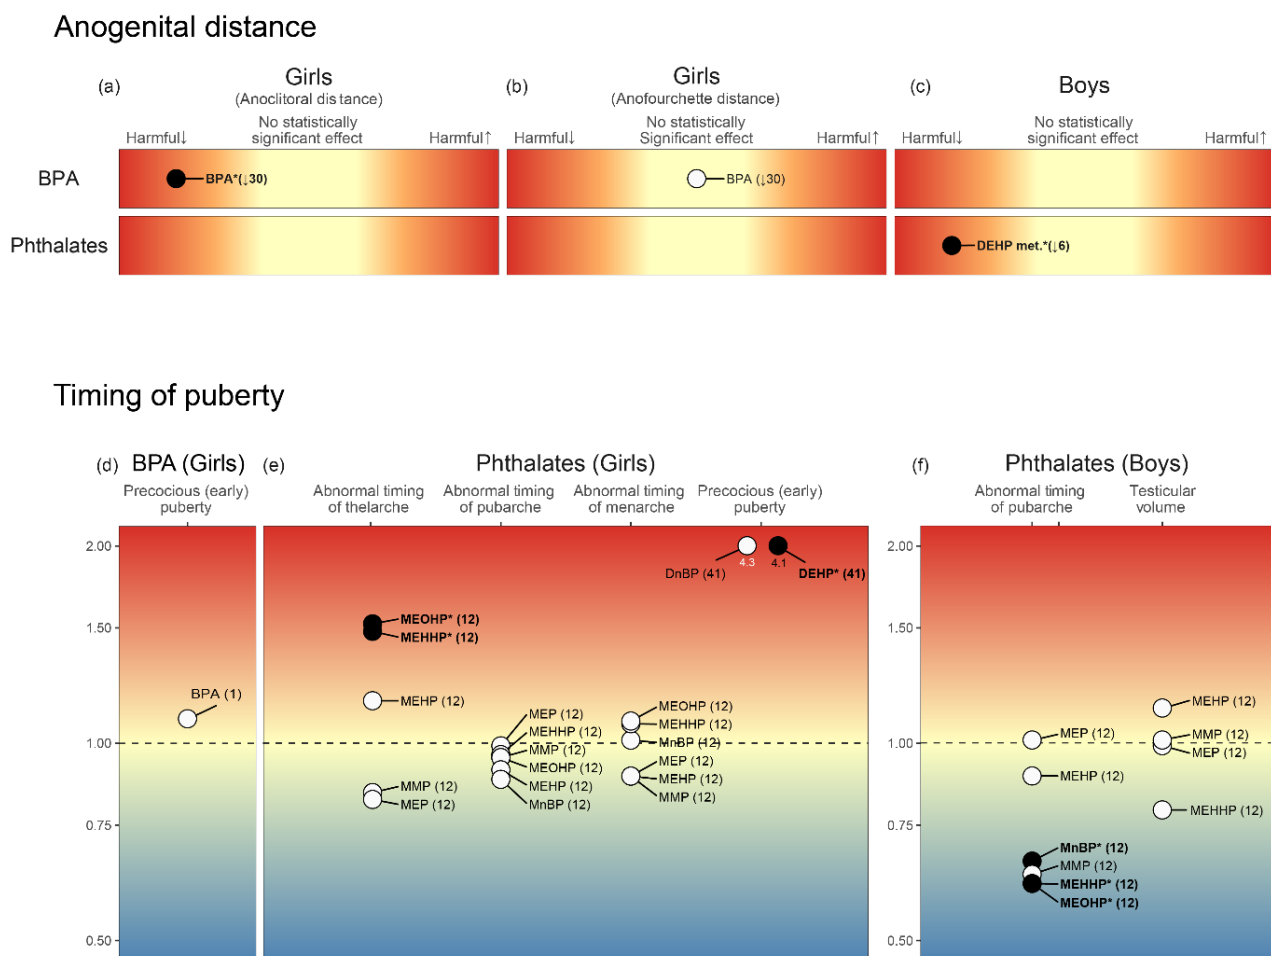 Anogenital distance
(a)
Girls
(Anoclitoral distance)
Harmful↓
No statistically
significant effect
Harmful↑
(b)
Girls
(Anofourchette distance)
Harmful↓
No statistically
Significant effect
Harmful↑
(c)
Boys
Harmful↓
No statistically
significant effect
Harmful↑
BPA
BPA*(↓30)
BPA (↓30)
Phthalates
DEHP met.*(↓6)
Timing of puberty
(d)
BPA (Girls)
Precocious (early)
puberty
2.00
1.50
1.00
0.75
0.50
BPA (1)
(e)
Phthalates (Girls)
Abnormal timing
of thelarche
Abnormal timing
of pubarche
Abnormal timing
of menarche
Precocious (early)
puberty
MEOHP* (12)
MEHHP* (12)
MEHP (12)
MMP (12)
MEP (12)
MEP (12)
MEHHP (12)
MMP (12)
MEOHP (12)
MEHP (12)
MnBP (12)
MEOHP (12)
MEHHP (12)
MnBP (12)
MEP (12)
MEHP (12)
MMP (12)
4.3
4.1
DnBP (41)
DEHP* (41)
(f)
Phthalates (Boys)
Abnormal timing
of pubarche
Testicular
volume
2.00
1.50
1.00
0.75
0.50
MEP (12)
MEHP (12)
MnBP* (12)
MMP (12)
MEHHP* (12)
MEOHP* (12)
MEHP (12)
MMP (12)
MEP (12)
MEHHP (12)